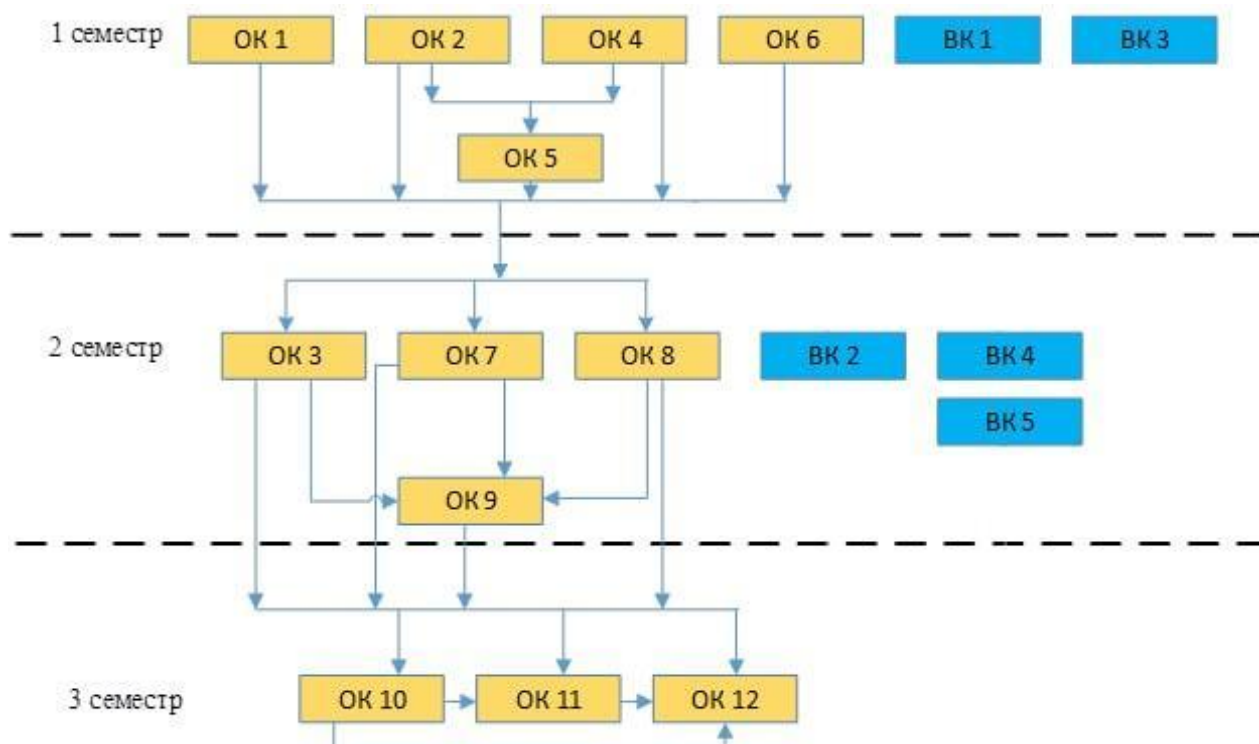 1 семестр ОК 1 ОК 2 ОК 4 ОК 6 ВК 1 ВК 3
ОК 5
2 семестр ОК 3 ОК 7 ОК 8 ВК 2 ВК 4
ВК 5
ОК 9
3 семестр ОК 10 ОК 11 ОК 12